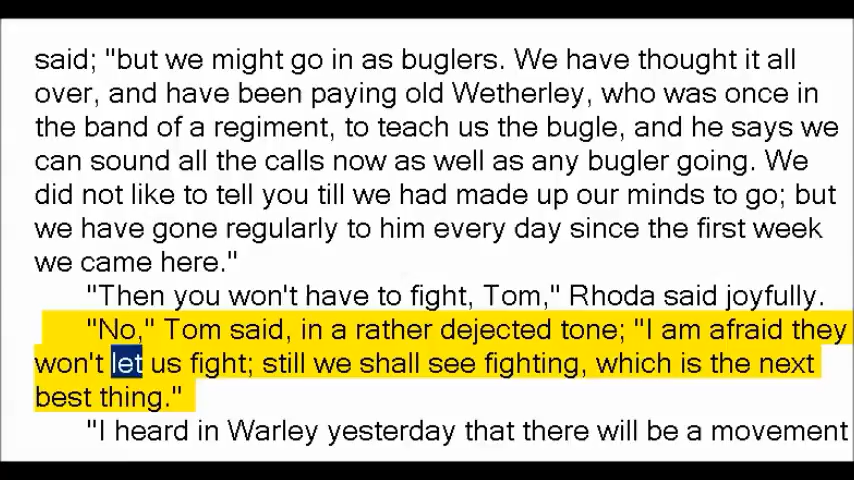 said; "but we might go in as buglers. We have thought it all
over, and have been paying old Wetherley, who was once in
the band of a regiment, to teach us the bugle, and he says we
can sound all the calls now as well as any bugler going. We
did not like to tell you till we had made up our minds to go; but
we have gone regularly to him every day since the first week
we came here."
"Then you won't have to fight, Tom," Rhoda said joyfully.
"No," Tom said, in a rather dejected tone; "I am afraid they
won't let us fight; still we shall see fighting, which is the next
best thing."
"I heard in Warley yesterday that there will be a movement